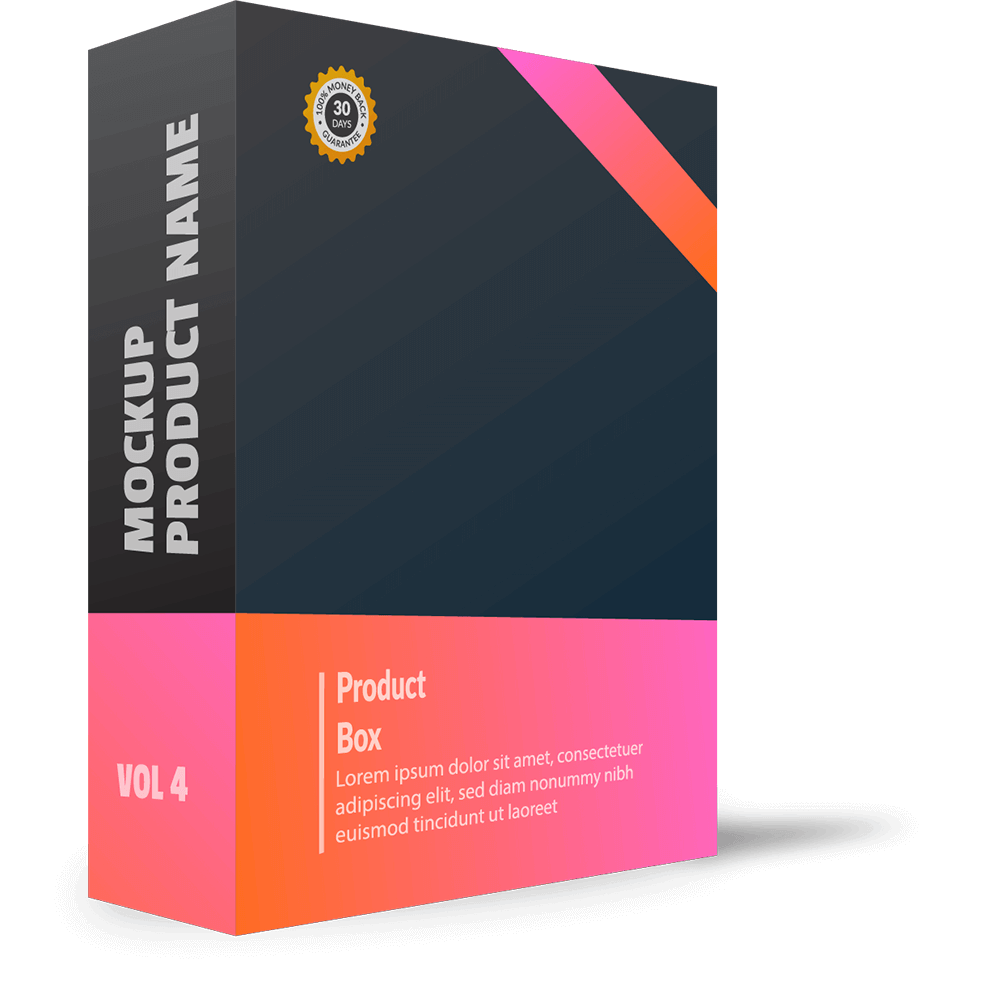 MOCKUP
PRODUCT NAME
VOL 4
100% MONEY BACK
30
DAYS
GUARANTEE
Product
Box
Lorem ipsum dolor sit amet, consectetuer
adipiscing elit, sed diam nonummy nibh
euismod tincidunt ut laoreet